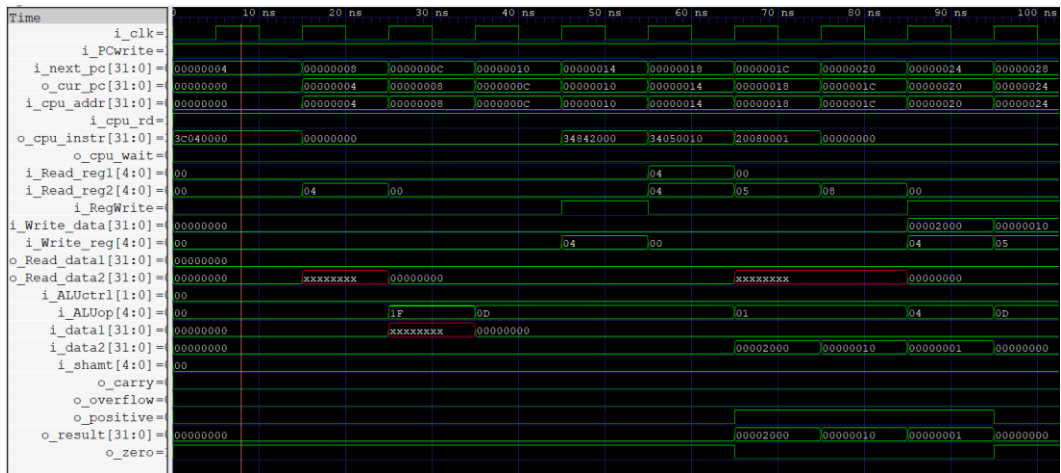 Time 10 ns 20 ns 30 ns 40 ns 50 ns 60 ns 70 ns 80 ns 90 ns 100 ns
i_clk=
i_PCwrite=
i_next_pc[31:0]= 00000004 00000008 0000000C 00000010 00000014 00000018 0000001C 00000020 00000024 00000028
o_cur_pc[31:0]= 00000000 00000004 00000008 0000000C 00000010 00000014 00000018 0000001C 00000020 00000024
i_cpu_addr[31:0]= 00000000 00000004 00000008 0000000C 00000010 00000014 00000018 0000001C 00000020 00000024
i_cpu_rd=
o_cpu_instr[31:0]= 3C040000 00000000 34842000 34050010 20080001 00000000
o_cpu_wait=
i_Read_reg1[4:0]= 00 04 00
i_Read_reg2[4:0]= 00 04 00 04 05 08 00
i_RegWrite=
i_Write_data[31:0]= 00000000 00002000 00000010
i_Write_reg[4:0]= 00 04 00 04 05
o_Read_data1[31:0]= 00000000
o_Read_data2[31:0]= 00000000 xxxxxxxx 00000000 xxxxxxxx 00000000
i_ALUctrl[1:0]= 00
i_ALUop[4:0]= 00 1F 0D 01 04 0D
i_data1[31:0]= 00000000 xxxxxxxx 00000000
i_data2[31:0]= 00000000 00002000 00000010 00000001 00000000
i_shamt[4:0]= 00
o_carry=
o_overflow=
o_positive=
o_result[31:0]= 00000000 00002000 00000010 00000001 00000000
o_zero=